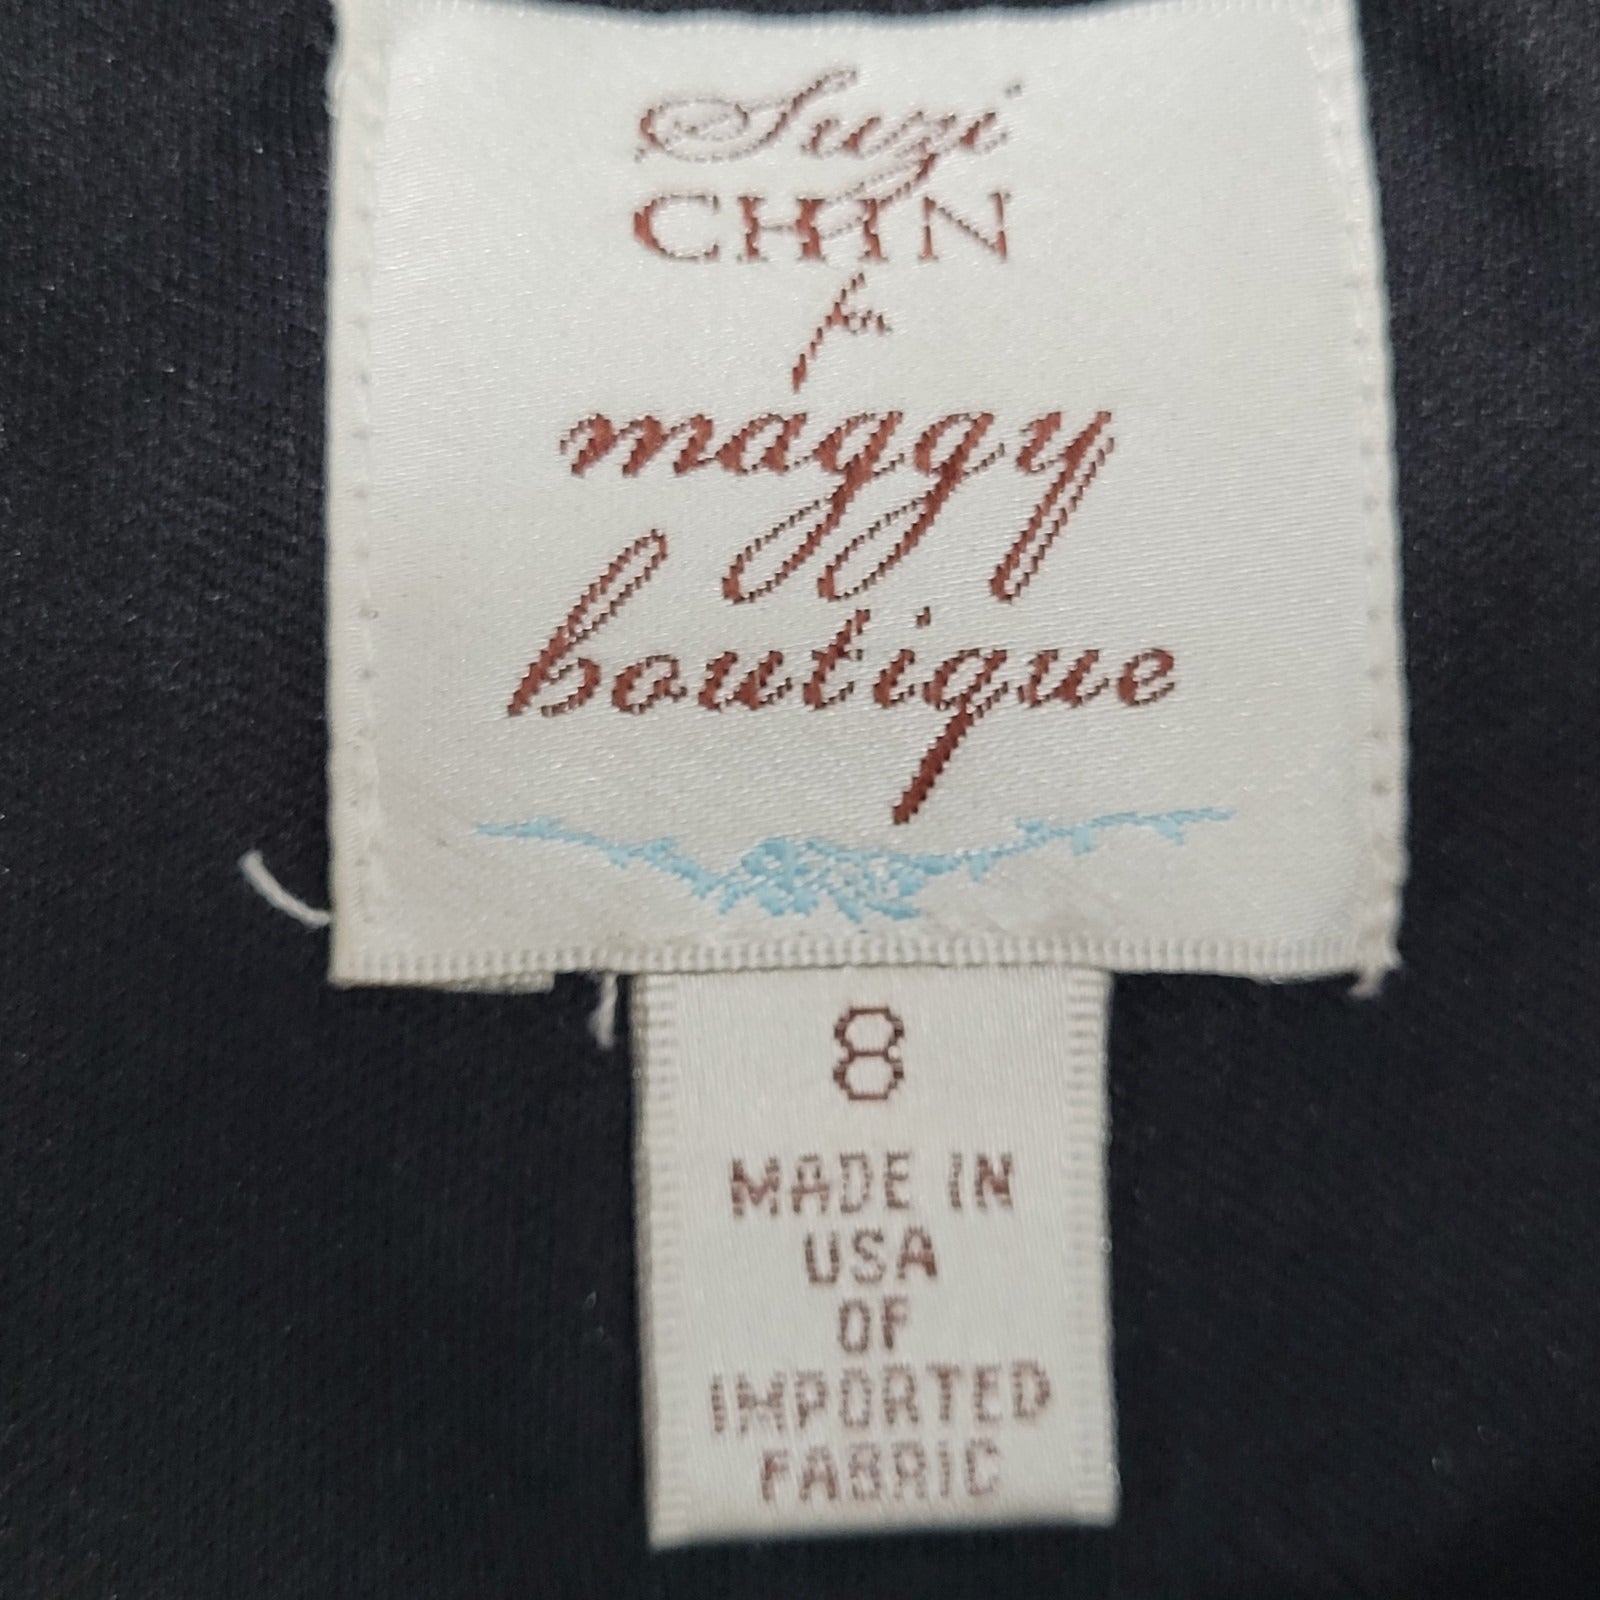 Suzi
CHIN
for
maggy
boutique
8
MADE IN
USA
OF
IMPORTED
FABRIC